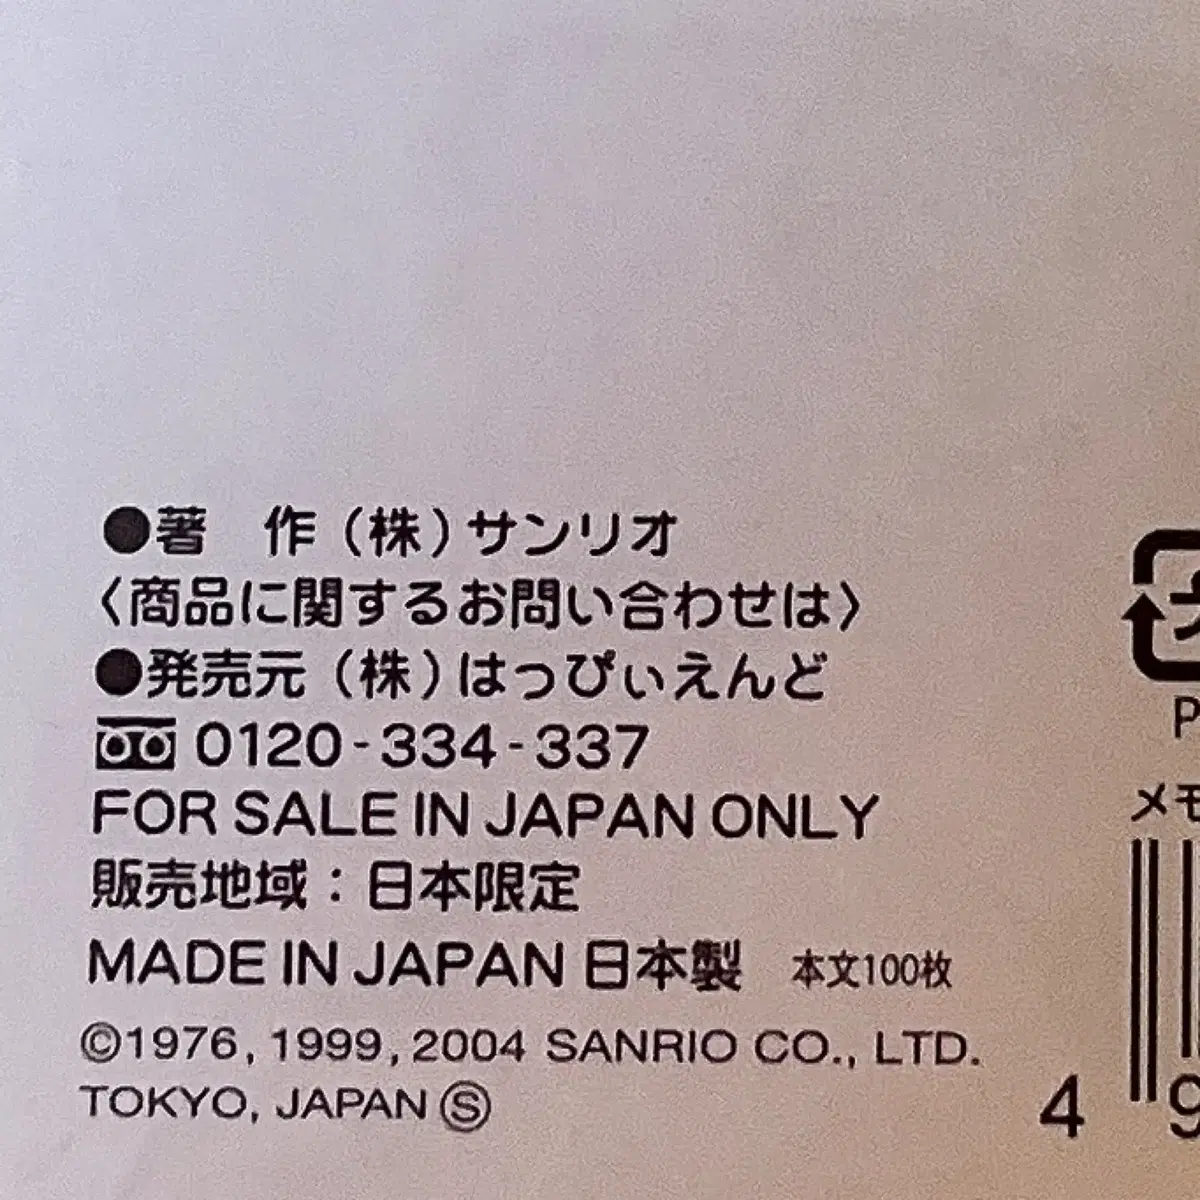 ●著 作(株)サンリオ
〈商品に関するお問い合わせは〉
●発売元(株)はっぴぃえんど
0120-334-337
FOR SALE IN JAPAN ONLY
販売地域:日本限定
MADE IN JAPAN 日本製 本文100枚
©1976, 1999, 2004 SANRIO CO., LTD.
TOKYO, JAPAN Ⓢ
P
メモ
4 9